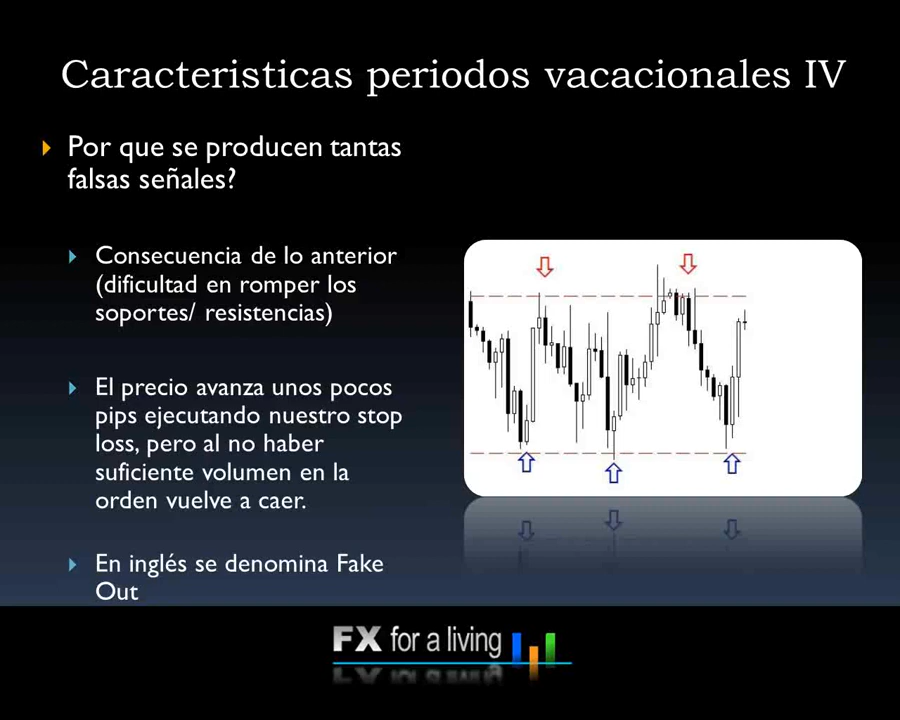 Caracteristicas periodos vacacionales IV
Por que se producen tantas
falsas señales?
Consecuencia de lo anterior
(dificultad en romper los
soportes/ resistencias)
El precio avanza unos pocos
pips ejecutando nuestro stop
loss, pero al no haber
suficiente volumen en la
orden vuelve a caer.
En inglés se denomina Fake
Out
FX for a living